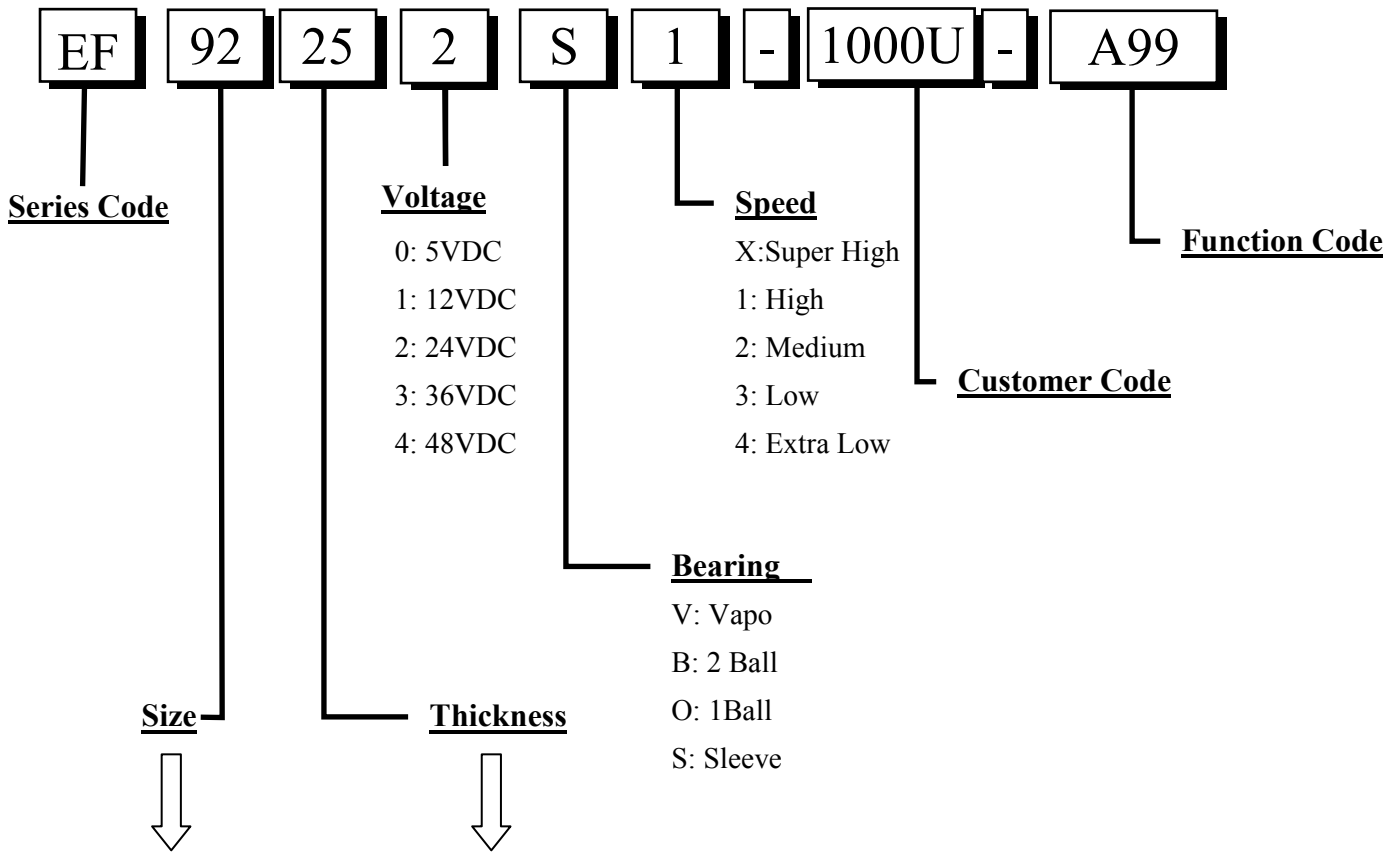 EF 92 25 2 S 1 - 1000U - A99
Series Code
Voltage
0: 5VDC
1: 12VDC
2: 24VDC
3: 36VDC
4: 48VDC
Speed
X:Super High
1: High
2: Medium
3: Low
4: Extra Low
Function Code
Customer Code
Bearing
V: Vapo
B: 2 Ball
O: 1Ball
S: Sleeve
Size
Thickness